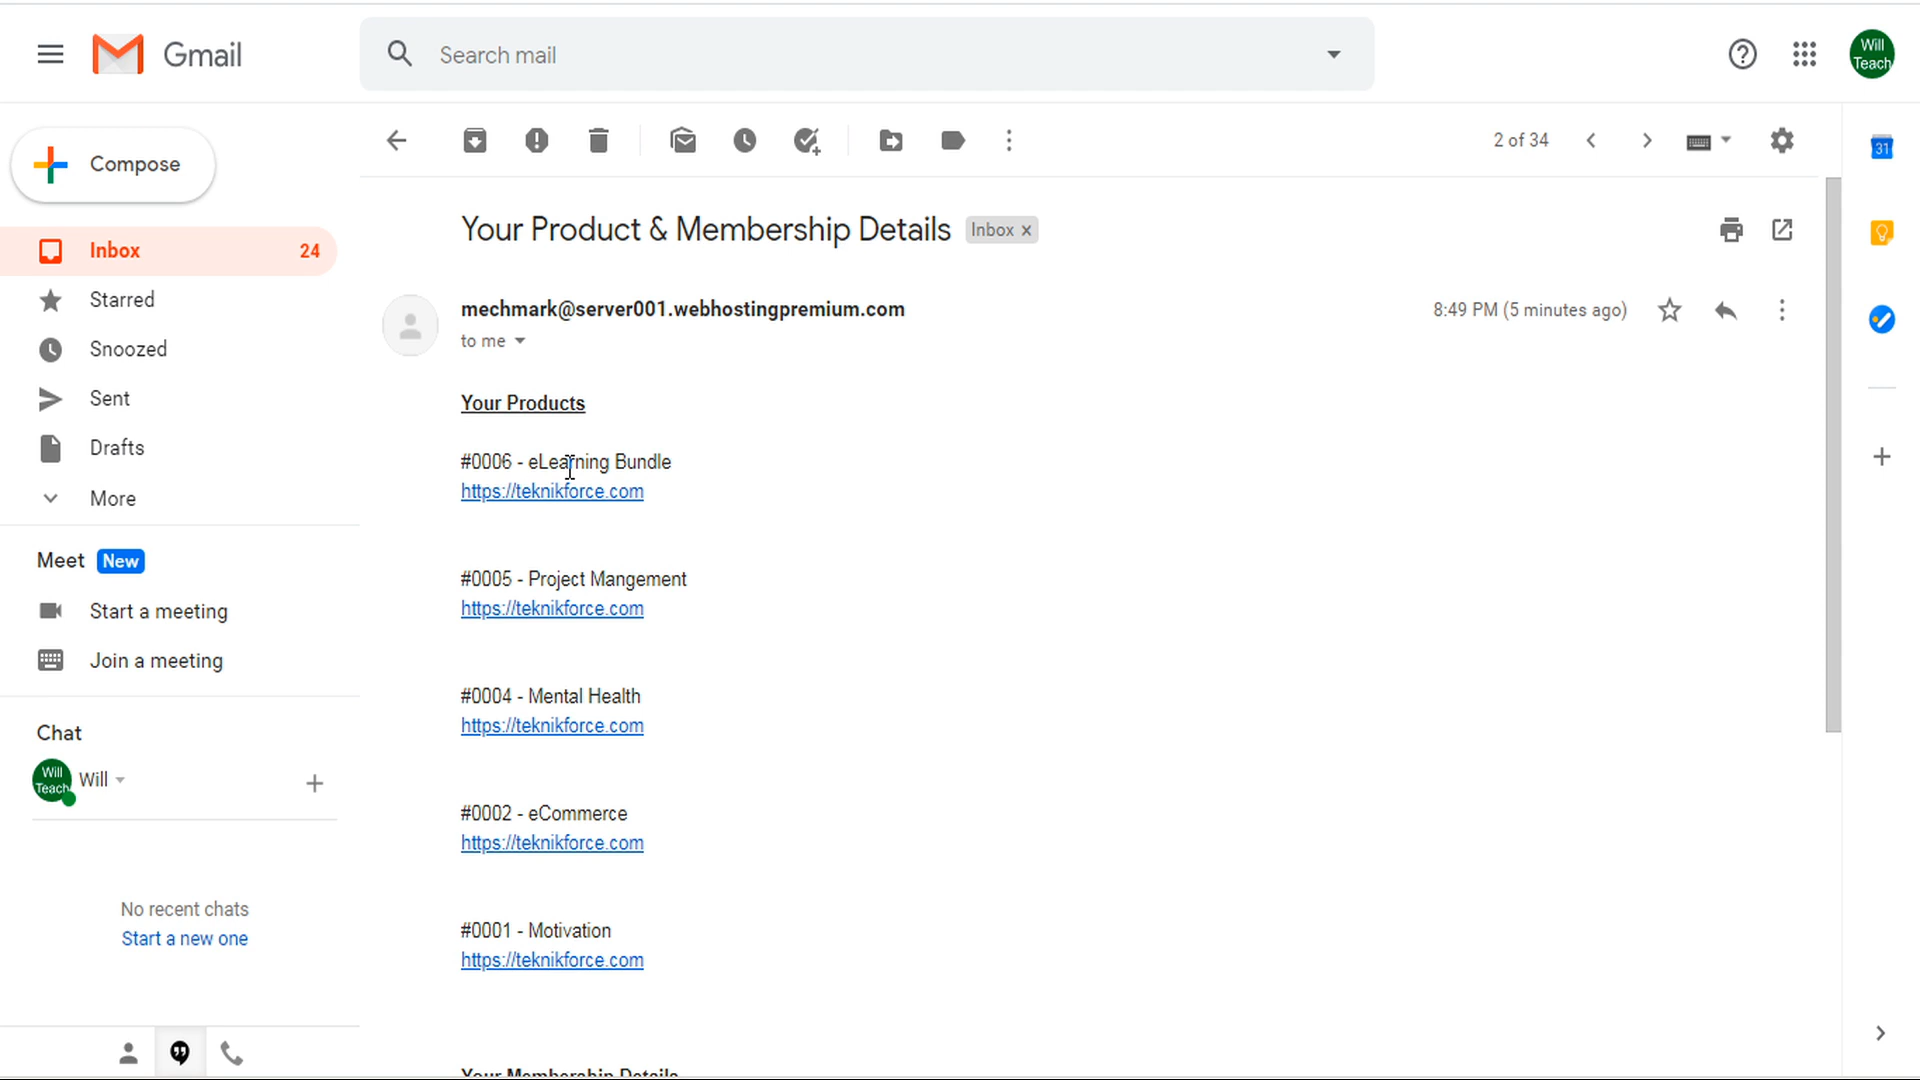 Gmail
Search mail
Will
Teach
Compose
2 of 34
31
Your Product & Membership Details
Inbox ×
Inbox 24
Starred
Snoozed
Sent
Drafts
More
mechmark@server001.webhostingpremium.com
8:49 PM (5 minutes ago)
to me
Your Products
#0006 - eLearning Bundle
https://teknikforce.com
#0005 - Project Mangement
https://teknikforce.com
#0004 - Mental Health
https://teknikforce.com
#0002 - eCommerce
https://teknikforce.com
#0001 - Motivation
https://teknikforce.com
Your Membership Details
Meet New
Start a meeting
Join a meeting
Chat
Will
Teach
Will
No recent chats
Start a new one